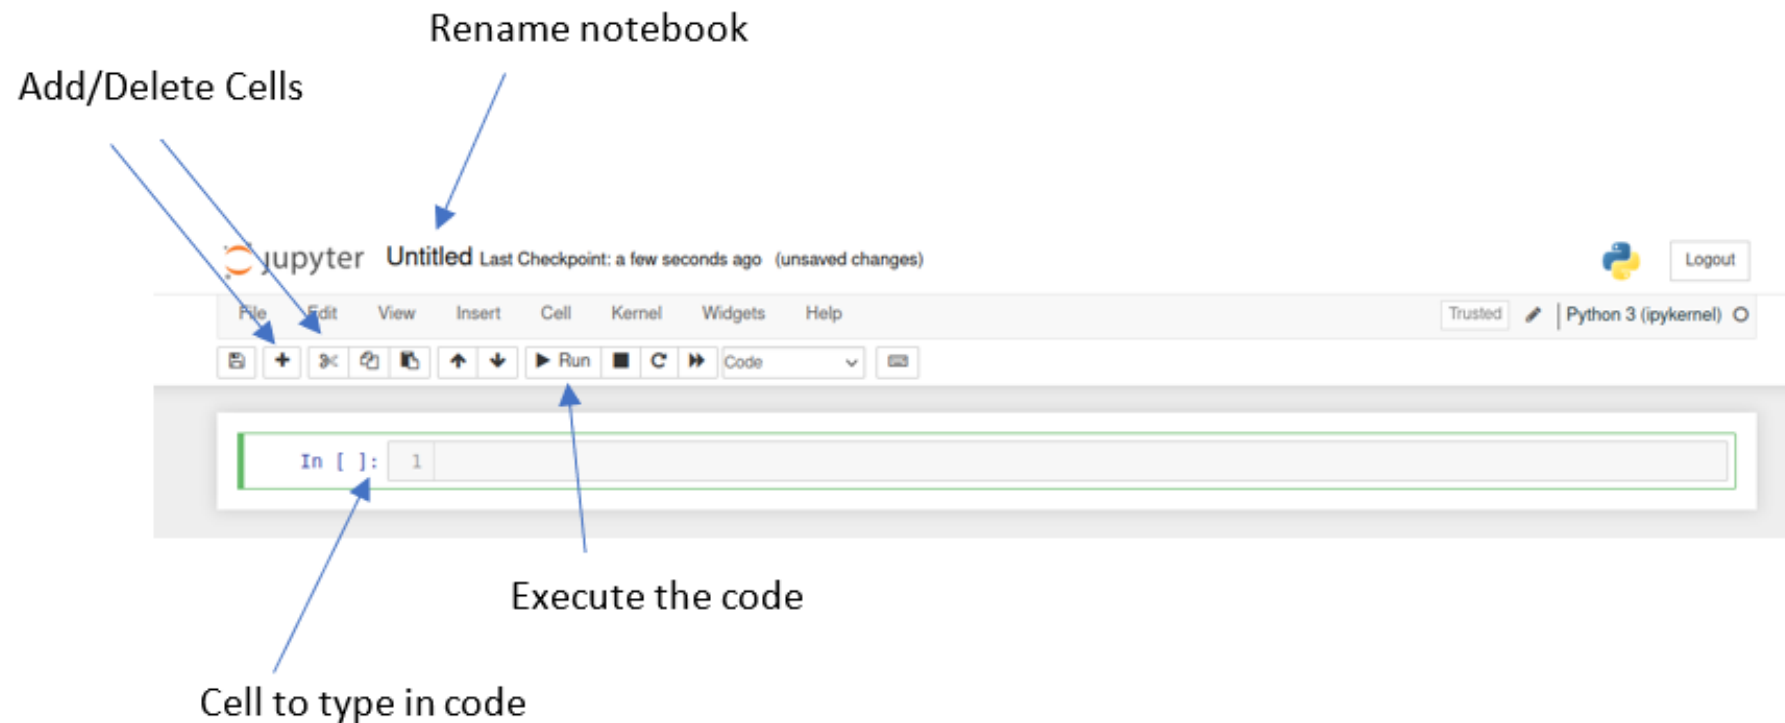 Rename notebook
Add/Delete Cells
jupyter Untitled Last Checkpoint: a few seconds ago (unsaved changes)
Logout
File Edit View Insert Cell Kernel Widgets Help
Trusted Python 3 (ipykernel)
Run Code
In [ ]: 1
Execute the code
Cell to type in code